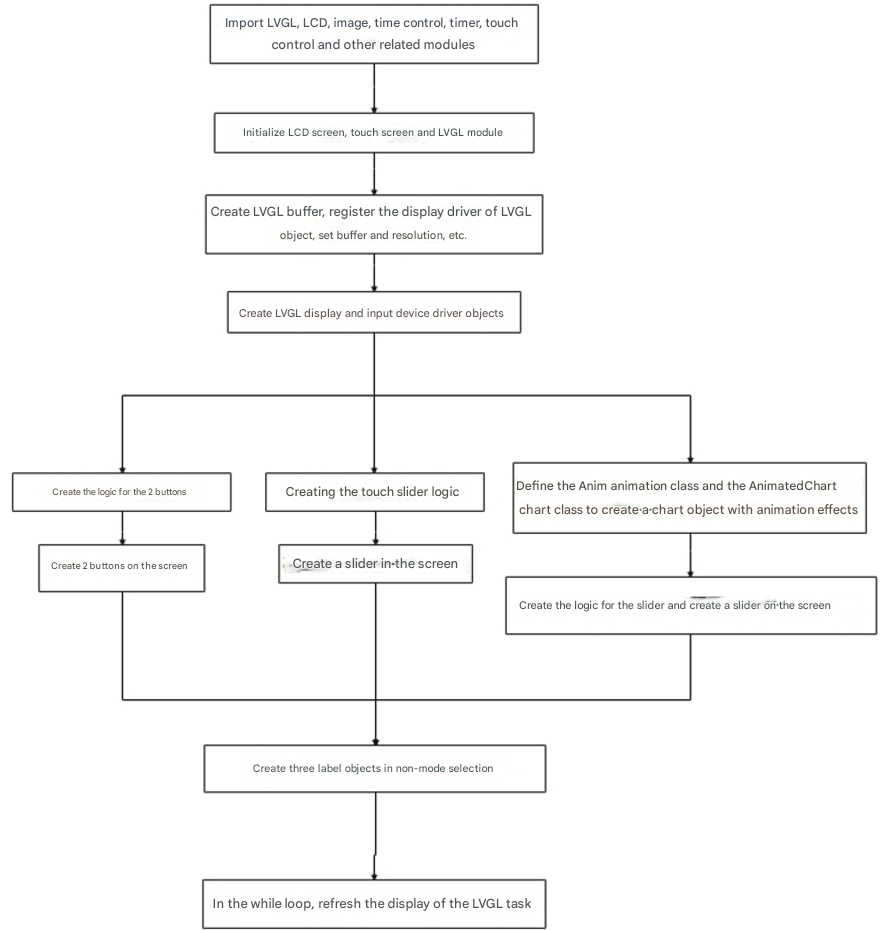 Import LVGL, LCD, image, time control, timer, touch
control and other related modules
Initialize LCD screen, touch screen and LVGL module
Create LVGL buffer, register the display driver of LVGL
object, set buffer and resolution, etc.
Create LVGL display and input device driver objects
Create the logic for the 2 buttons
Creating the touch slider logic
Define the Anim animation class and the AnimatedChart
chart class to create·a·chart object with animation effects
Create 2 buttons on the screen
Create a slider in·the screen
Create the logic for the slider and create a slider on·the screen
Create three label objects in non-mode selection
In the while loop, refresh the display of the LVGL task